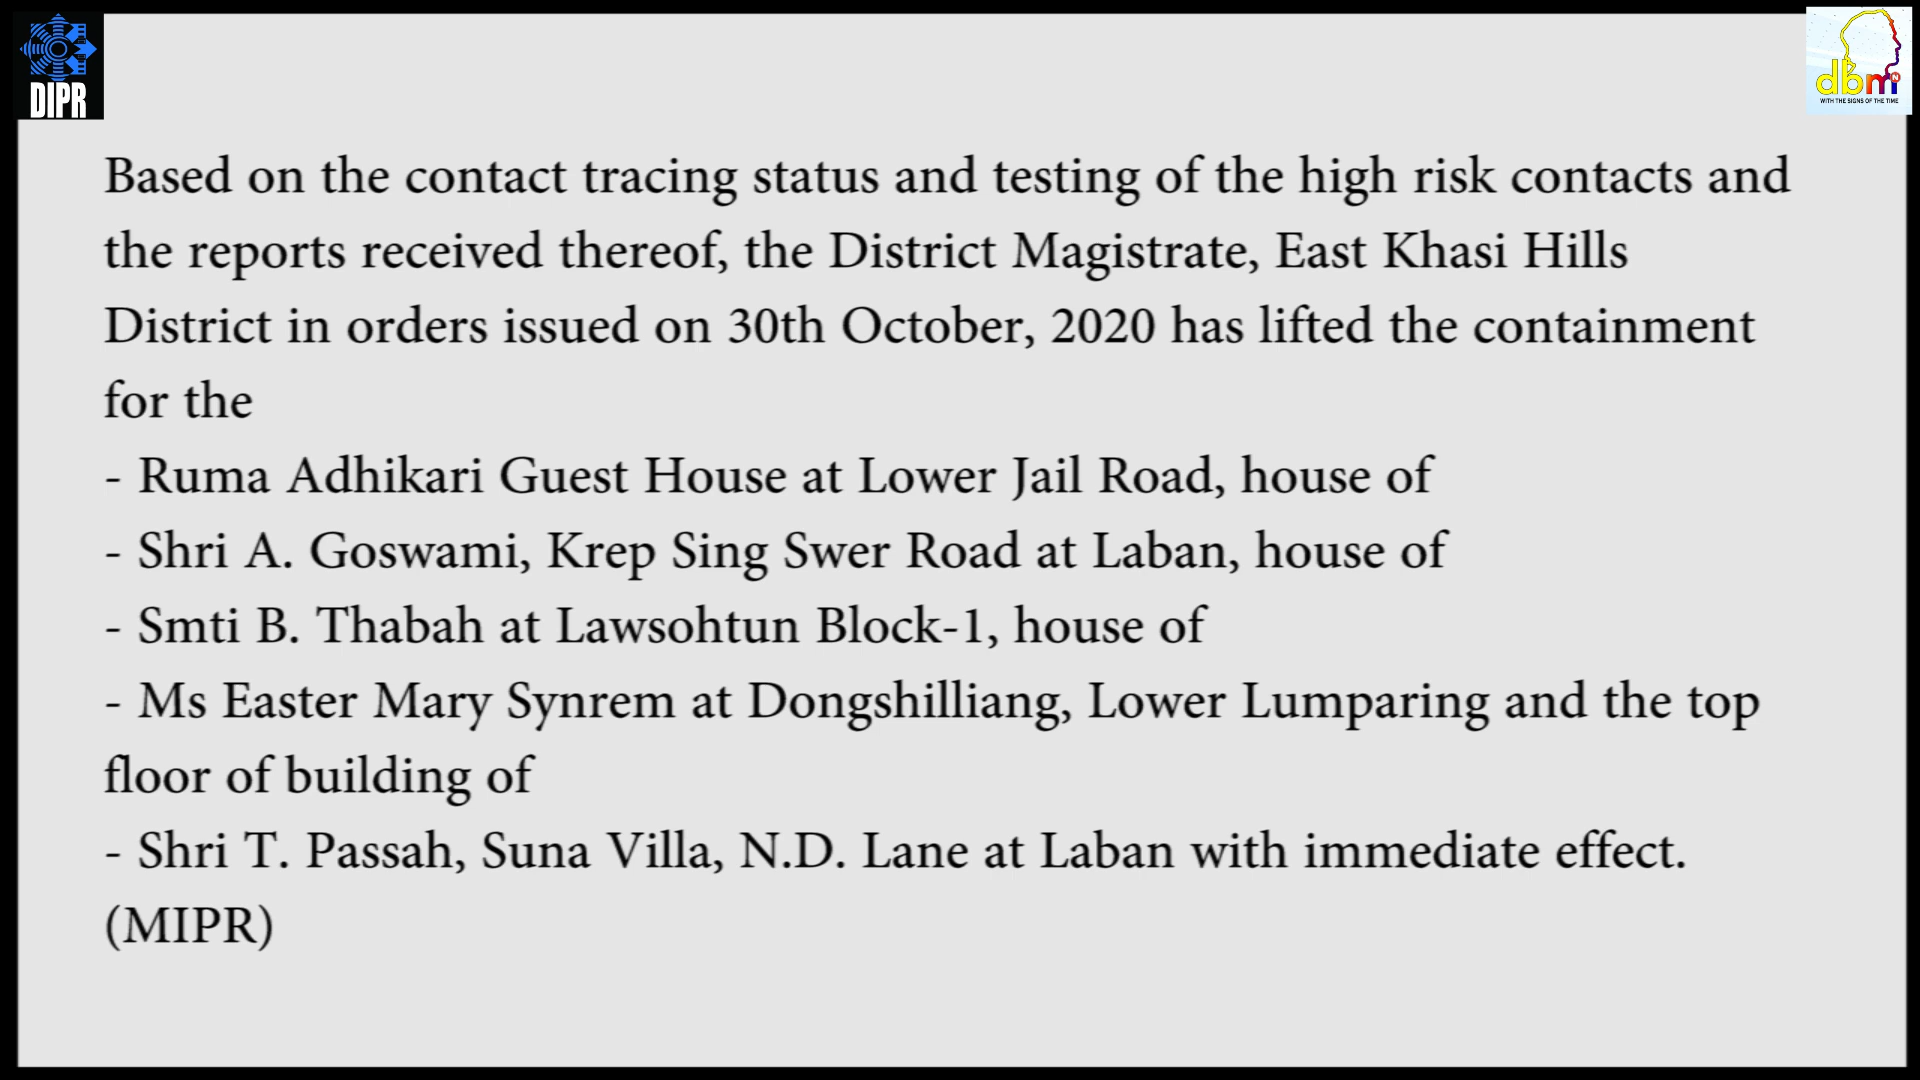 DIPR
dbm
N
WITH THE SIGNS OF THE TIME
Based on the contact tracing status and testing of the high risk contacts and
the reports received thereof, the District Magistrate, East Khasi Hills
District in orders issued on 30th October, 2020 has lifted the containment
for the
- Ruma Adhikari Guest House at Lower Jail Road, house of
- Shri A. Goswami, Krep Sing Swer Road at Laban, house of
- Smti B. Thabah at Lawsohtun Block-1, house of
- Ms Easter Mary Synrem at Dongshilliang, Lower Lumparing and the top
floor of building of
- Shri T. Passah, Suna Villa, N.D. Lane at Laban with immediate effect.
(MIPR)